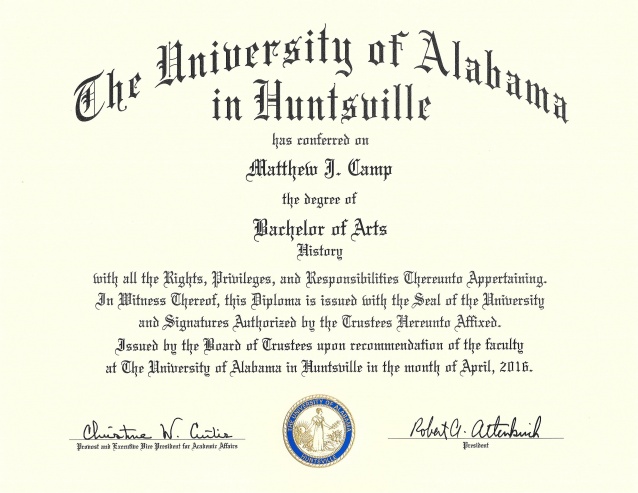 The University of Alabama
in Huntsville
has conferred on
Matthew J. Camp
the degree of
Bachelor of Arts
History
with all the Rights, Privileges, and Responsibilities Thereunto Appertaining.
In Witness Thereof, this Diploma is issued with the Seal of the University
and Signatures Authorized by the Trustees Hereunto Affixed.
Issued by the Board of Trustees upon recommendation of the faculty
at The University of Alabama in Huntsville in the month of April, 2016.
THE UNIVERSITY OF ALABAMA
HUNTSVILLE
Christine W. Curtis
Provost and Executive Vice President for Academic Affairs
Robert A. Altenkirch
President